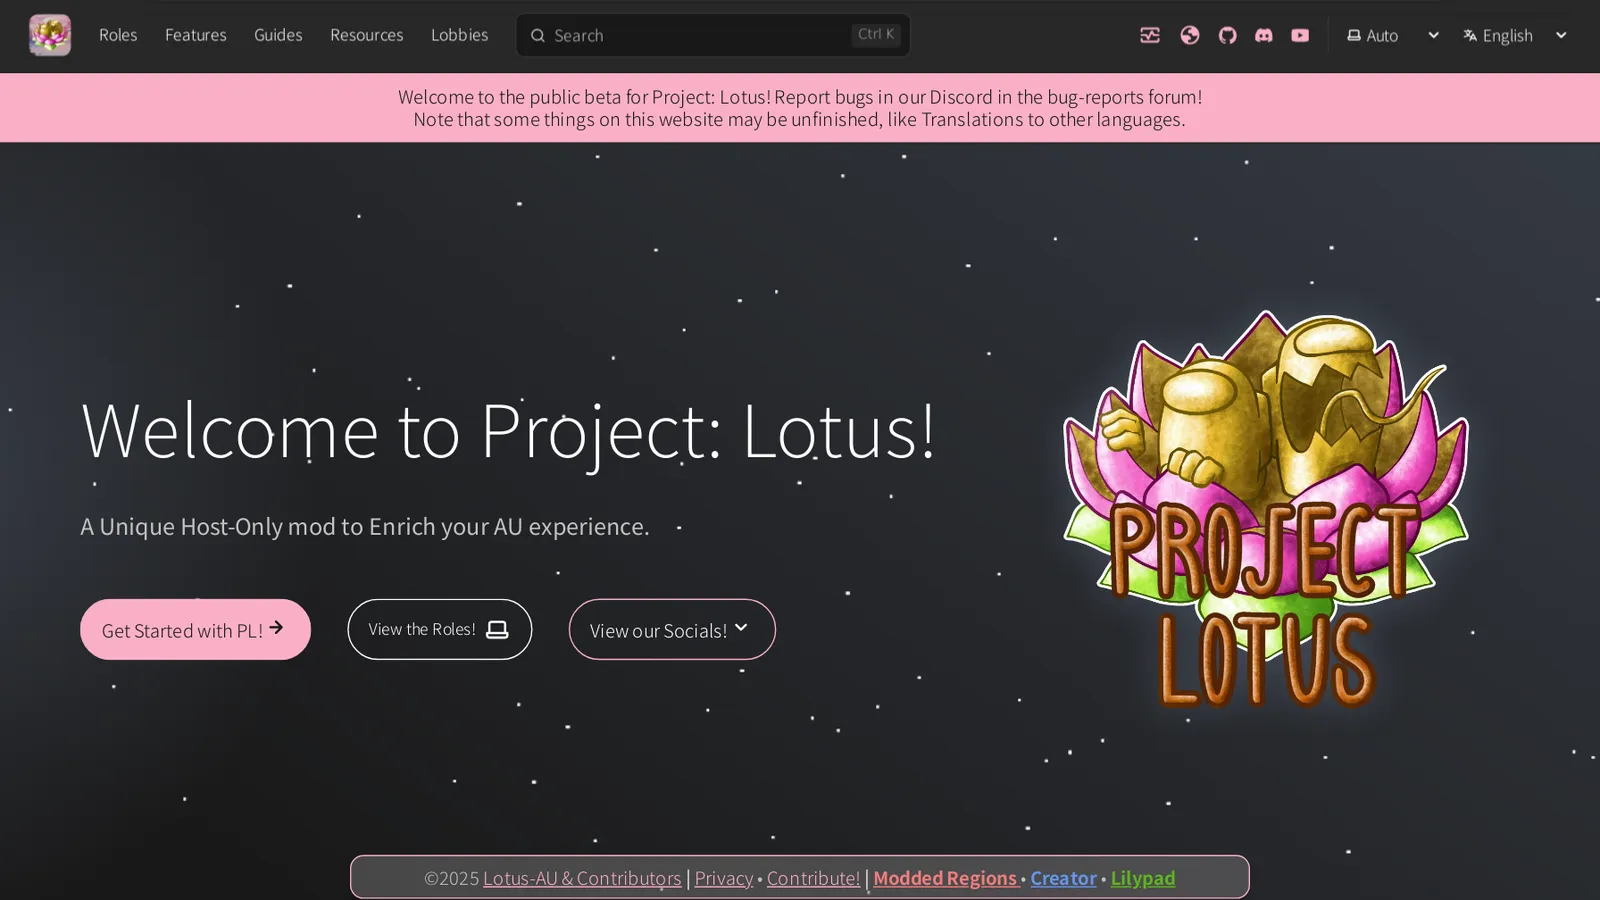 Roles Features Guides Resources Lobbies Search Ctrl K Auto English
Welcome to the public beta for Project: Lotus! Report bugs in our Discord in the bug-reports forum!
Note that some things on this website may be unfinished, like Translations to other languages.
Welcome to Project: Lotus!
A Unique Host-Only mod to Enrich your AU experience.
Get Started with PL! View the Roles! View our Socials!
PROJECT
LOTUS
©2025 Lotus-AU & Contributors | Privacy • Contribute! | Modded Regions • Creator • Lilypad